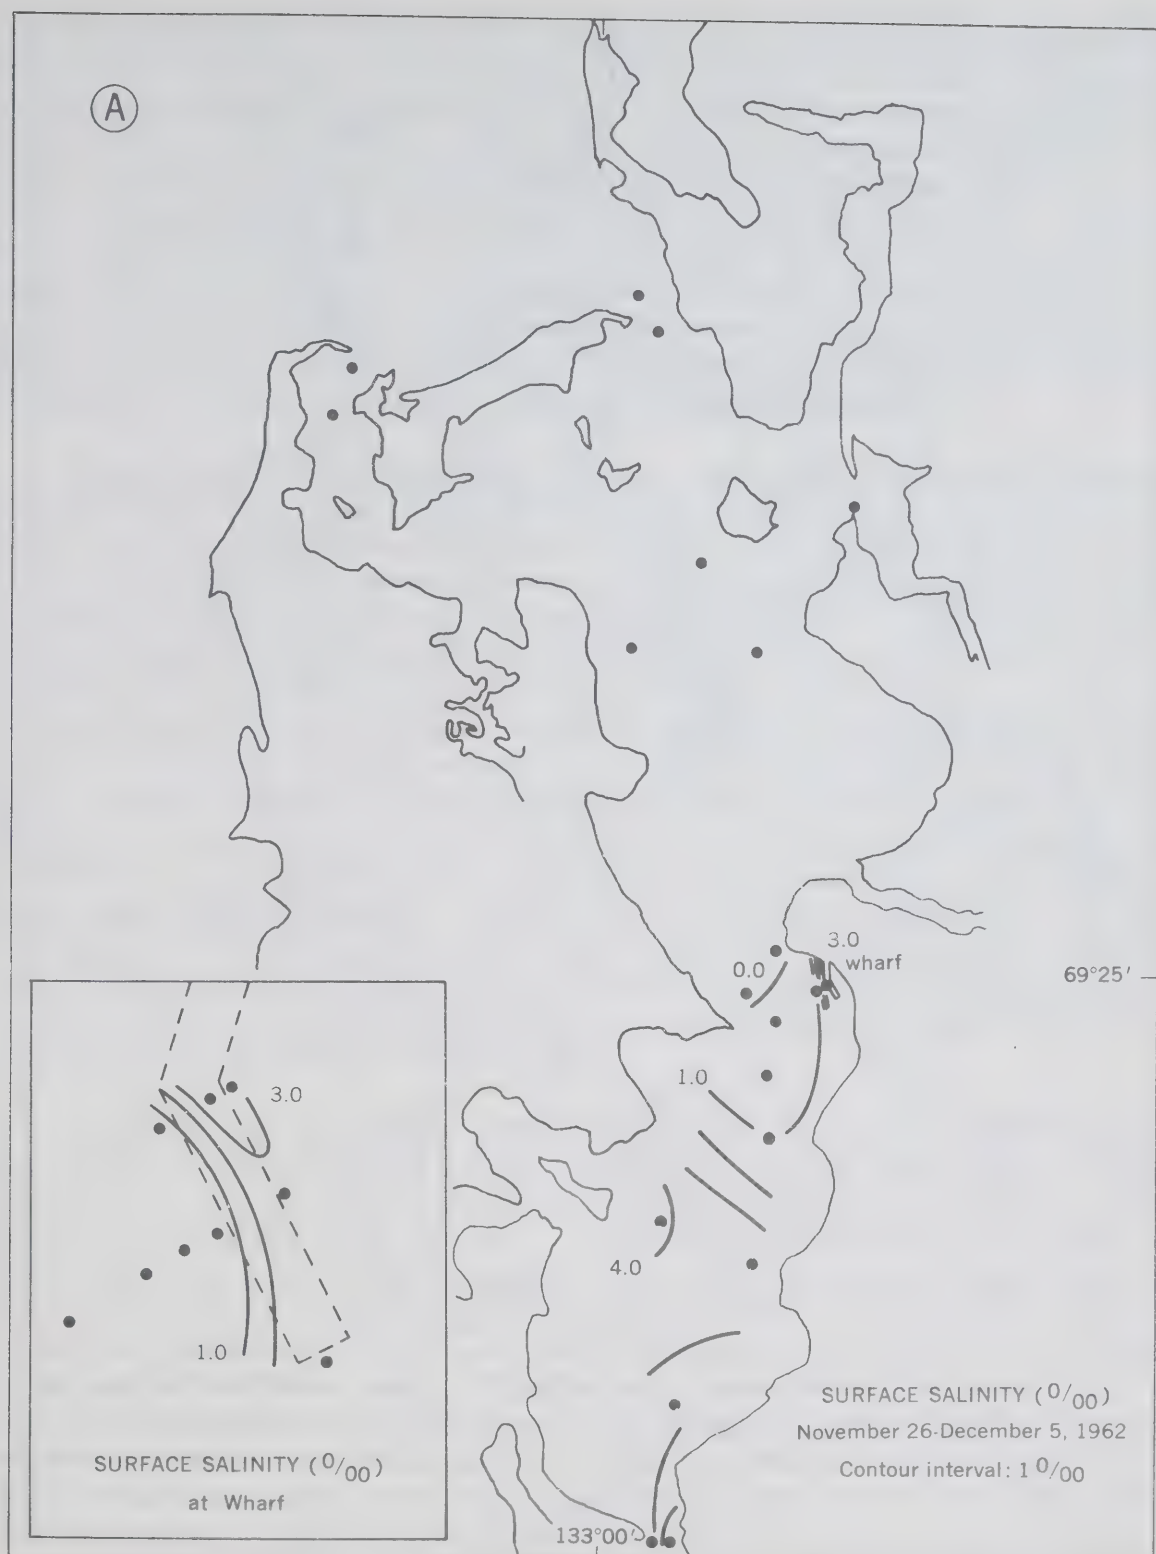 A
3.0
wharf
0.0
69°25'
1.0
4.0
3.0
1.0
SURFACE SALINITY (0/00)
at Wharf
SURFACE SALINITY (0/00)
November 26-December 5, 1962
Contour interval: 1 0/00
133°00'